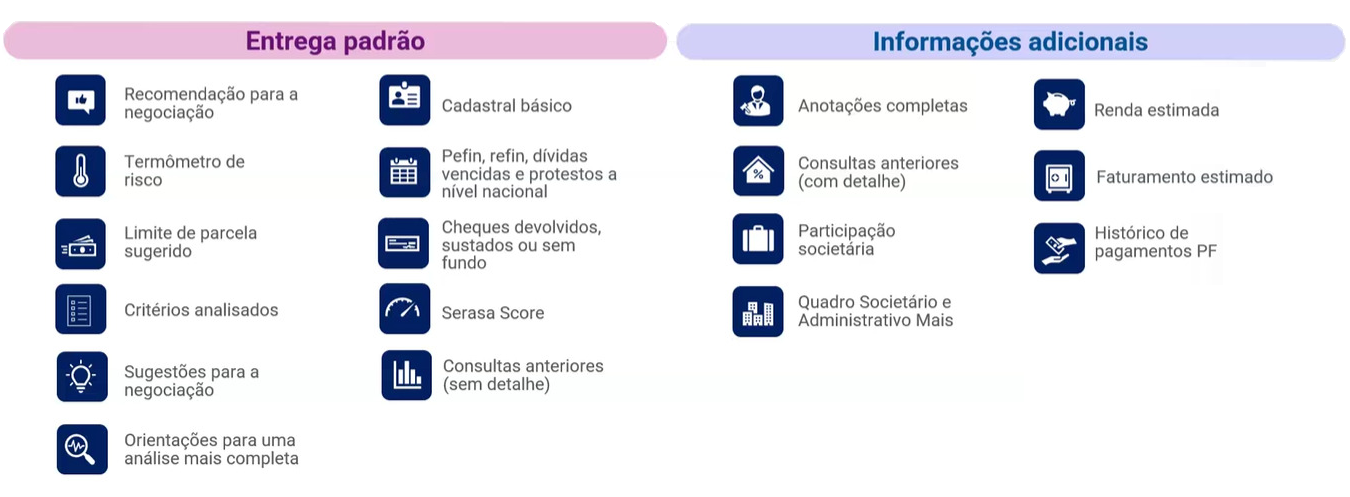 Entrega padrão
Recomendação para a
negociação
Termômetro de
risco
Limite de parcela
sugerido
Critérios analisados
Sugestões para a
negociação
Orientações para uma
análise mais completa
Cadastral básico
Pefin, refin, dívidas
vencidas e protestos a
nível nacional
Cheques devolvidos,
sustados ou sem
fundo
Serasa Score
Consultas anteriores
(sem detalhe)
Informações adicionais
Anotações completas
Consultas anteriores
(com detalhe)
Participação
societária
Quadro Societário e
Administrativo Mais
Renda estimada
Faturamento estimado
Histórico de
pagamentos PF